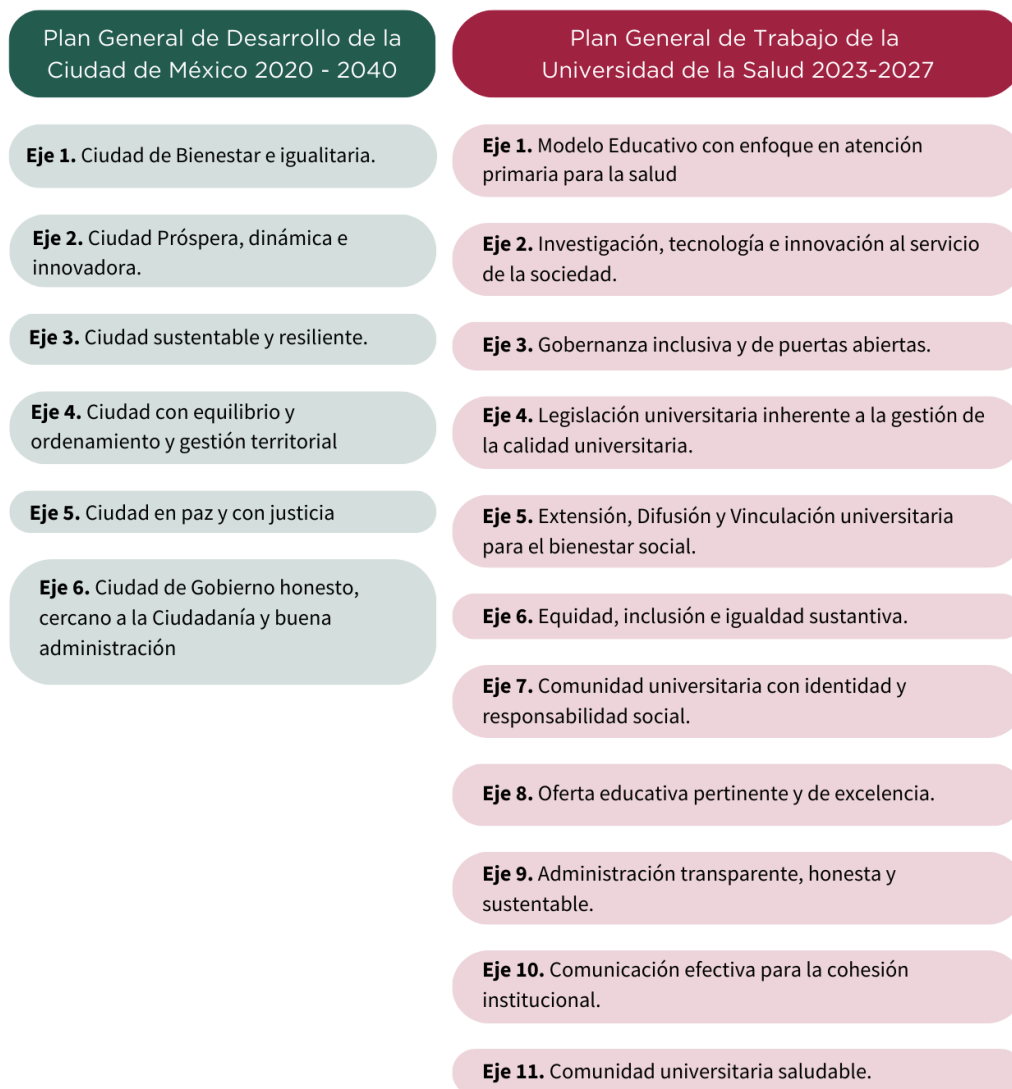 Plan General de Desarrollo de la
Ciudad de México 2020 - 2040
Eje 1. Ciudad de Bienestar e igualitaria.
Eje 2. Ciudad Próspera, dinámica e
innovadora.
Eje 3. Ciudad sustentable y resiliente.
Eje 4. Ciudad con equilibrio y
ordenamiento y gestión territorial
Eje 5. Ciudad en paz y con justicia
Eje 6. Ciudad de Gobierno honesto,
cercano a la Ciudadanía y buena
administración
Plan General de Trabajo de la
Universidad de la Salud 2023-2027
Eje 1. Modelo Educativo con enfoque en atención
primaria para la salud
Eje 2. Investigación, tecnología e innovación al servicio
de la sociedad.
Eje 3. Gobernanza inclusiva y de puertas abiertas.
Eje 4. Legislación universitaria inherente a la gestión de
la calidad universitaria.
Eje 5. Extensión, Difusión y Vinculación universitaria
para el bienestar social.
Eje 6. Equidad, inclusión e igualdad sustantiva.
Eje 7. Comunidad universitaria con identidad y
responsabilidad social.
Eje 8. Oferta educativa pertinente y de excelencia.
Eje 9. Administración transparente, honesta y
sustentable.
Eje 10. Comunicación efectiva para la cohesión
institucional.
Eje 11. Comunidad universitaria saludable.